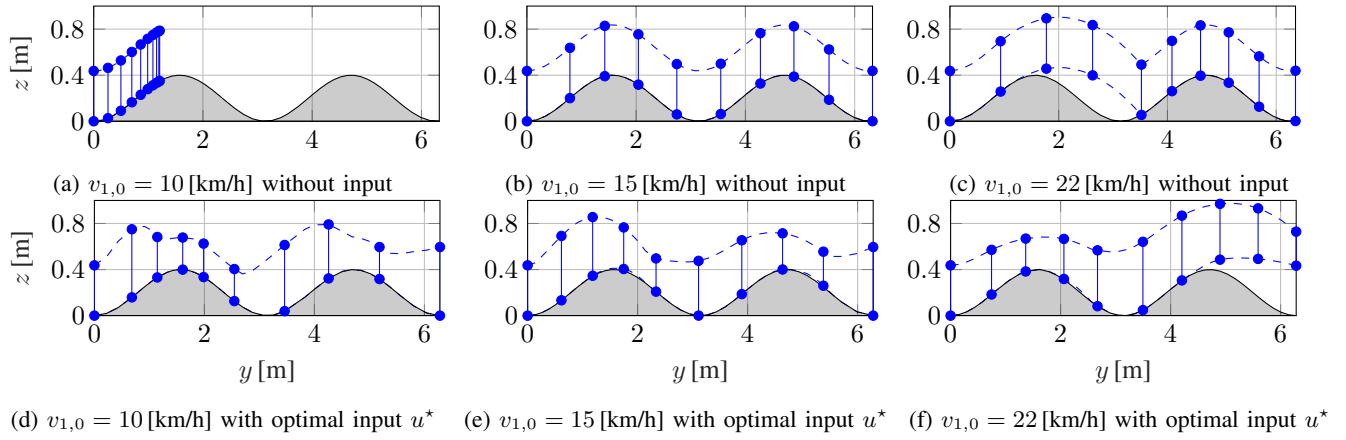 z [m]
0.8
0.4
0
0 2 4 6
0.8
0.4
0
0 2 4 6
0.8
0.4
0
0 2 4 6
(a) v₁,₀ = 10 [km/h] without input
(b) v₁,₀ = 15 [km/h] without input
(c) v₁,₀ = 22 [km/h] without input
z [m]
0.8
0.4
0
0 2 4 6
y [m]
0.8
0.4
0
0 2 4 6
y [m]
0.8
0.4
0
0 2 4 6
y [m]
(d) v₁,₀ = 10 [km/h] with optimal input u⋆
(e) v₁,₀ = 15 [km/h] with optimal input u⋆
(f) v₁,₀ = 22 [km/h] with optimal input u⋆